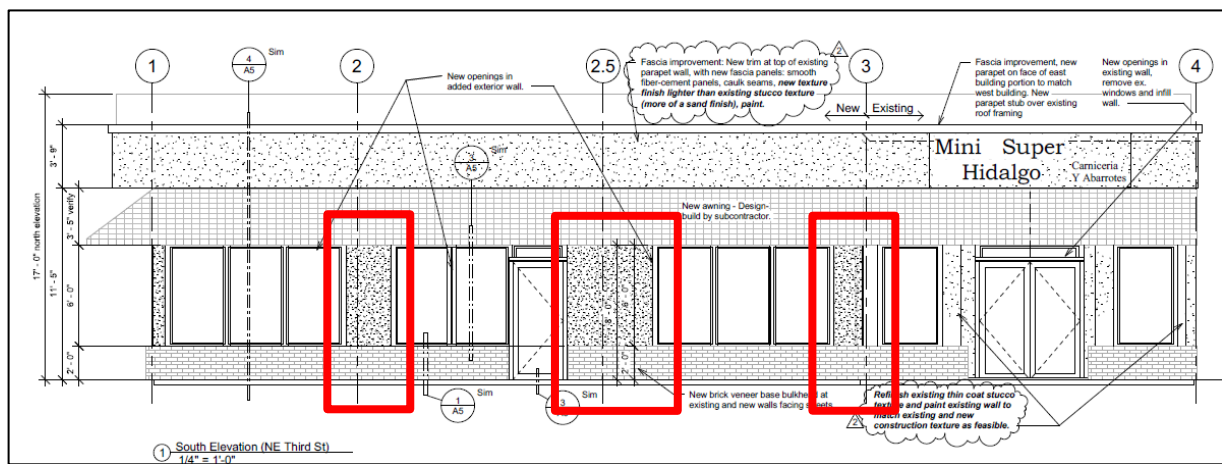 1
4
A5
Sim
2
2.5
2
3
4
New openings in
added exterior wall.
Fascia improvement: New trim at top of existing
parapet wall, with new fascia panels: smooth
fiber-cement panels, caulk seams, new texture
finish lighter than existing stucco texture
(more of a sand finish), paint.
New
Existing
Fascia improvement, new
parapet on face of east
building portion to match
west building. New
parapet stub over existing
roof framing
New openings in
existing wall,
remove ex.
windows and infill
wall.
Mini Super
Hidalgo
Carniceria
Y Abarrotes
Sim
A5
New awning - Design-
build by subcontractor.
17' - 0" north elevation
11' - 5"
3' - 9"
3' - 5" verify
6' - 0"
2' - 0"
2' - 0"
1
A5
Sim
3
Sim
New brick veneer base bulkhead at
existing and new walls facing streets.
Refinish existing thin coat stucco
texture and paint existing wall to
match existing and new
construction texture as feasible.
2
1
South Elevation (NE Third St)
1/4" = 1'-0"